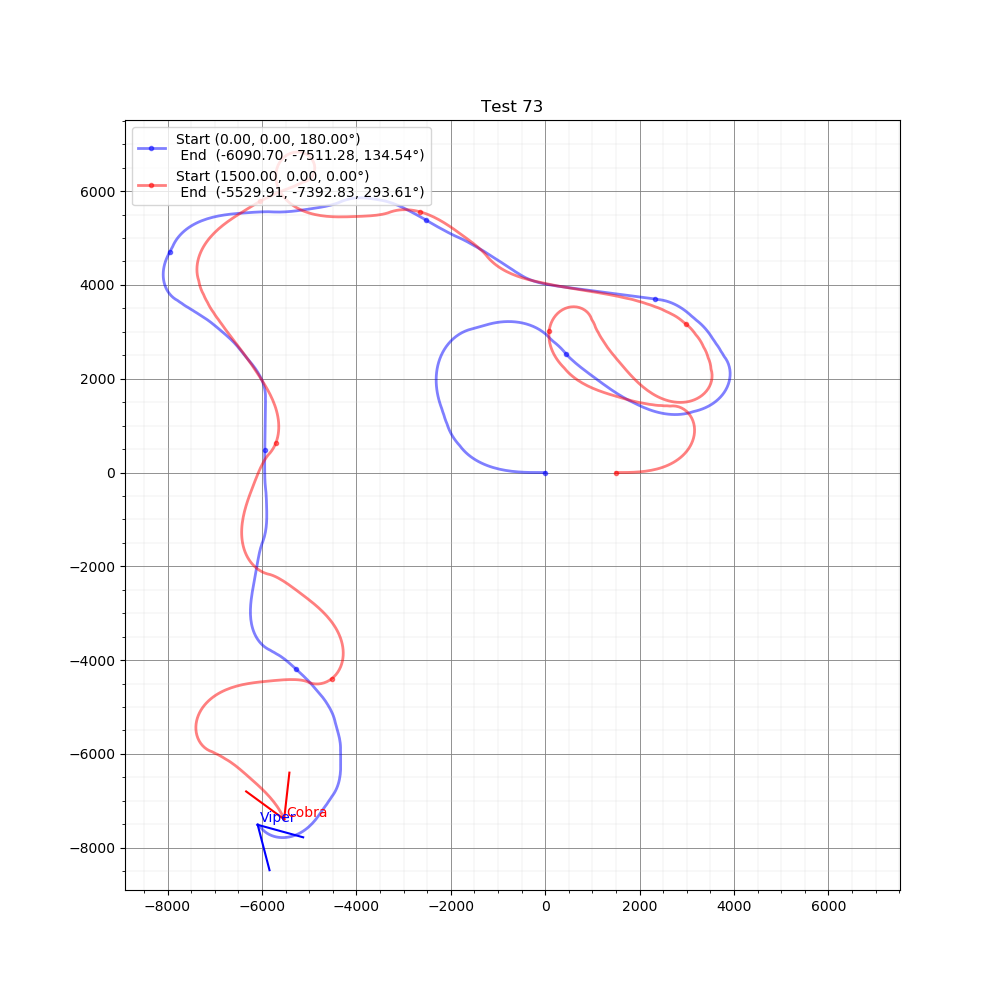 Test 73
Start (0.00, 0.00, 180.00°)
End (-6090.70, -7511.28, 134.54°)
Start (1500.00, 0.00, 0.00°)
End (-5529.91, -7392.83, 293.61°)
6000
4000
2000
0
−2000
−4000
−6000
−8000
Cobra
Viper
−8000 −6000 −4000 −2000 0 2000 4000 6000